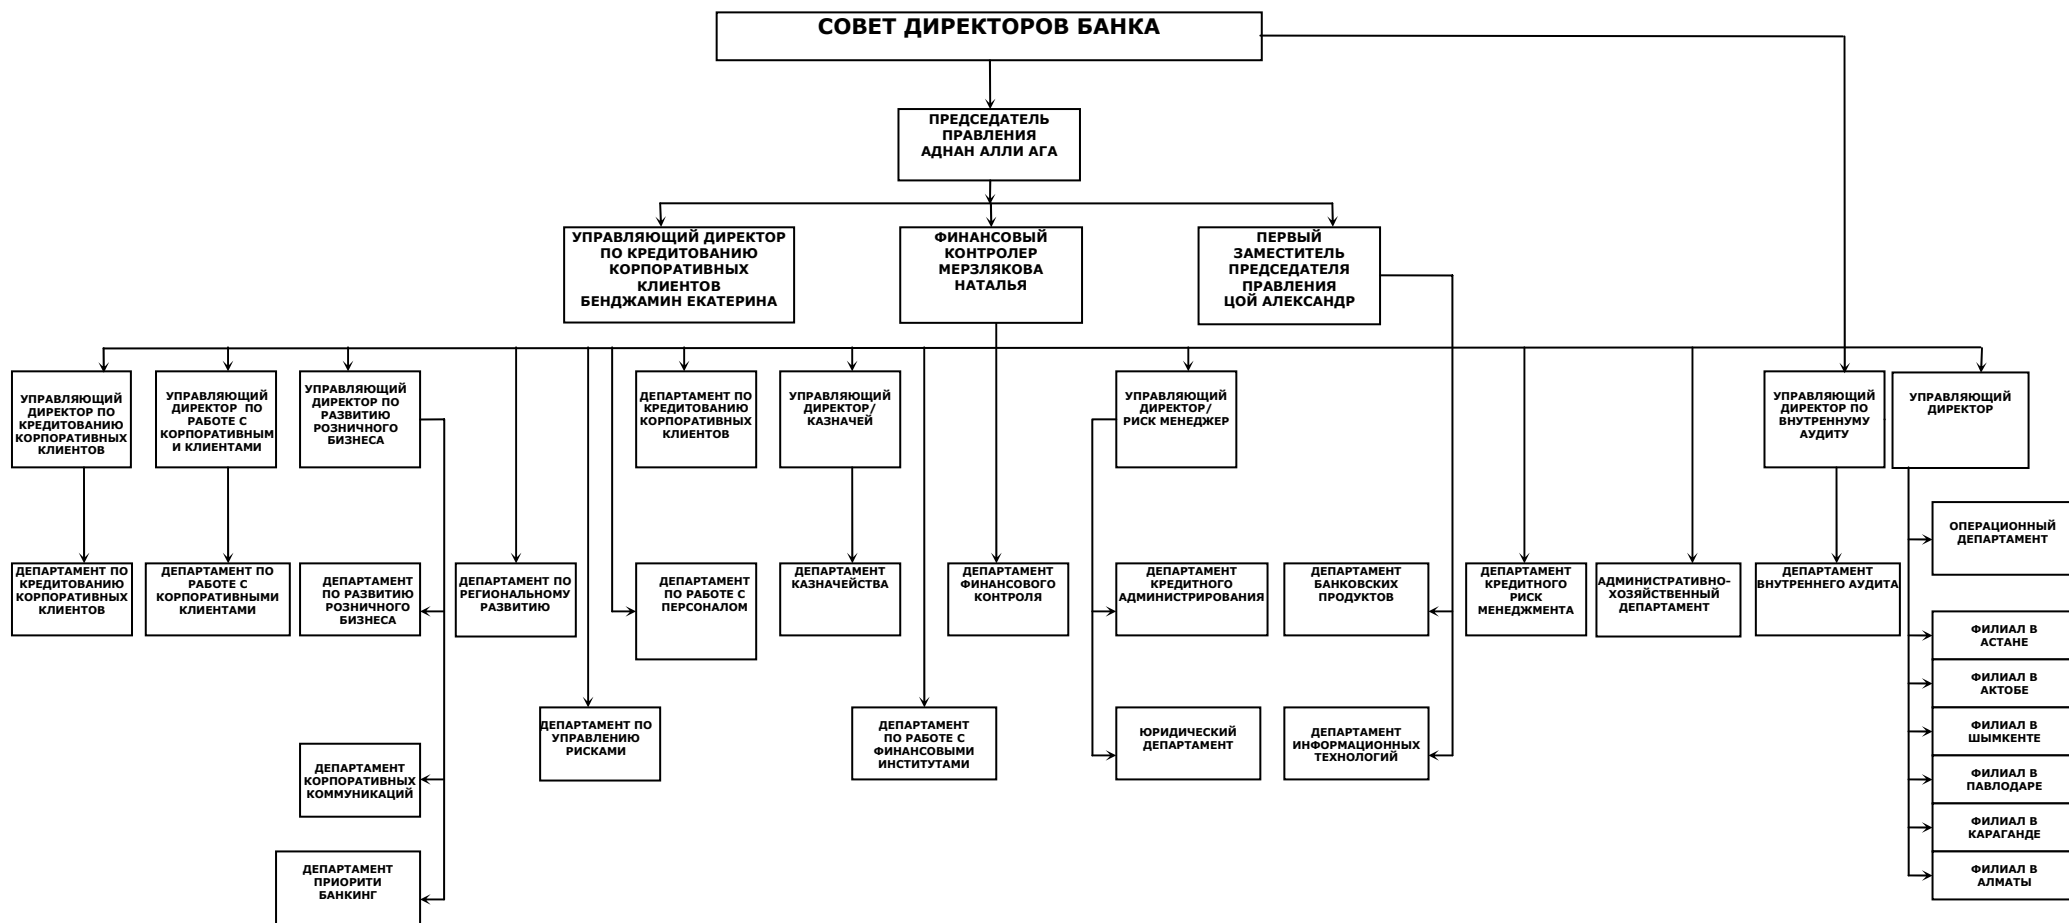 СОВЕТ ДИРЕКТОРОВ БАНКА
ПРЕДСЕДАТЕЛЬ
ПРАВЛЕНИЯ
АДНАН АЛЛИ АГА
УПРАВЛЯЮЩИЙ ДИРЕКТОР
ПО КРЕДИТОВАНИЮ
КОРПОРАТИВНЫХ
КЛИЕНТОВ
БЕНДЖАМИН ЕКАТЕРИНА
ФИНАНСОВЫЙ
КОНТРОЛЕР
МЕРЗЛЯКОВА
НАТАЛЬЯ
ПЕРВЫЙ
ЗАМЕСТИТЕЛЬ
ПРЕДСЕДАТЕЛЯ
ПРАВЛЕНИЯ
ЦОЙ АЛЕКСАНДР
УПРАВЛЯЮЩИЙ
ДИРЕКТОР ПО
КРЕДИТОВАНИЮ
КОРПОРАТИВНЫХ
КЛИЕНТОВ
УПРАВЛЯЮЩИЙ
ДИРЕКТОР ПО
РАБОТЕ С
КОРПОРАТИВНЫМ
И КЛИЕНТАМИ
УПРАВЛЯЮЩИЙ
ДИРЕКТОР ПО
РАЗВИТИЮ
РОЗНИЧНОГО
БИЗНЕСА
ДЕПАРТАМЕНТ ПО
КРЕДИТОВАНИЮ
КОРПОРАТИВНЫХ
КЛИЕНТОВ
УПРАВЛЯЮЩИЙ
ДИРЕКТОР/
КАЗНАЧЕЙ
УПРАВЛЯЮЩИЙ
ДИРЕКТОР/
РИСК МЕНЕДЖЕР
УПРАВЛЯЮЩИЙ
ДИРЕКТОР ПО
ВНУТРЕННУМУ
АУДИТУ
УПРАВЛЯЮЩИЙ
ДИРЕКТОР
ОПЕРАЦИОННЫЙ
ДЕПАРТАМЕНТ
ДЕПАРТАМЕНТ ПО
КРЕДИТОВАНИЮ
КОРПОРАТИВНЫХ
КЛИЕНТОВ
ДЕПАРТАМЕНТ ПО
РАБОТЕ С
КОРПОРАТИВНЫМИ
КЛИЕНТАМИ
ДЕПАРТАМЕНТ
ПО РАЗВИТИЮ
РОЗНИЧНОГО
БИЗНЕСА
ДЕПАРТАМЕНТ ПО
РЕГИОНАЛЬНОМУ
РАЗВИТИЮ
ДЕПАРТАМЕНТ
ПО РАБОТЕ С
ПЕРСОНАЛОМ
ДЕПАРТАМЕНТ
КАЗНАЧЕЙСТВА
ДЕПАРТАМЕНТ
ФИНАНСОВОГО
КОНТРОЛЯ
ДЕПАРТАМЕНТ
КРЕДИТНОГО
АДМИНИСТРИРОВАНИЯ
ДЕПАРТАМЕНТ
БАНКОВСКИХ
ПРОДУКТОВ
ДЕПАРТАМЕНТ
КРЕДИТНОГО
РИСК
МЕНЕДЖМЕНТА
АДМИНИСТРАТИВНО-
ХОЗЯЙСТВЕННЫЙ
ДЕПАРТАМЕНТ
ДЕПАРТАМЕНТ
ВНУТРЕННЕГО АУДИТА
ФИЛИАЛ В
АСТАНЕ
ФИЛИАЛ В
АКТОБЕ
ДЕПАРТАМЕНТ ПО
УПРАВЛЕНИЮ
РИСКАМИ
ДЕПАРТАМЕНТ
ПО РАБОТЕ С
ФИНАНСОВЫМИ
ИНСТИТУТАМИ
ЮРИДИЧЕСКИЙ
ДЕПАРТАМЕНТ
ДЕПАРТАМЕНТ
ИНФОРМАЦИОННЫХ
ТЕХНОЛОГИЙ
ФИЛИАЛ В
ШЫМКЕНТЕ
ДЕПАРТАМЕНТ
КОРПОРАТИВНЫХ
КОММУНИКАЦИЙ
ФИЛИАЛ В
ПАВЛОДАРЕ
ФИЛИАЛ В
КАРАГАНДЕ
ДЕПАРТАМЕНТ
ПРИОРИТИ
БАНКИНГ
ФИЛИАЛ В
АЛМАТЫ